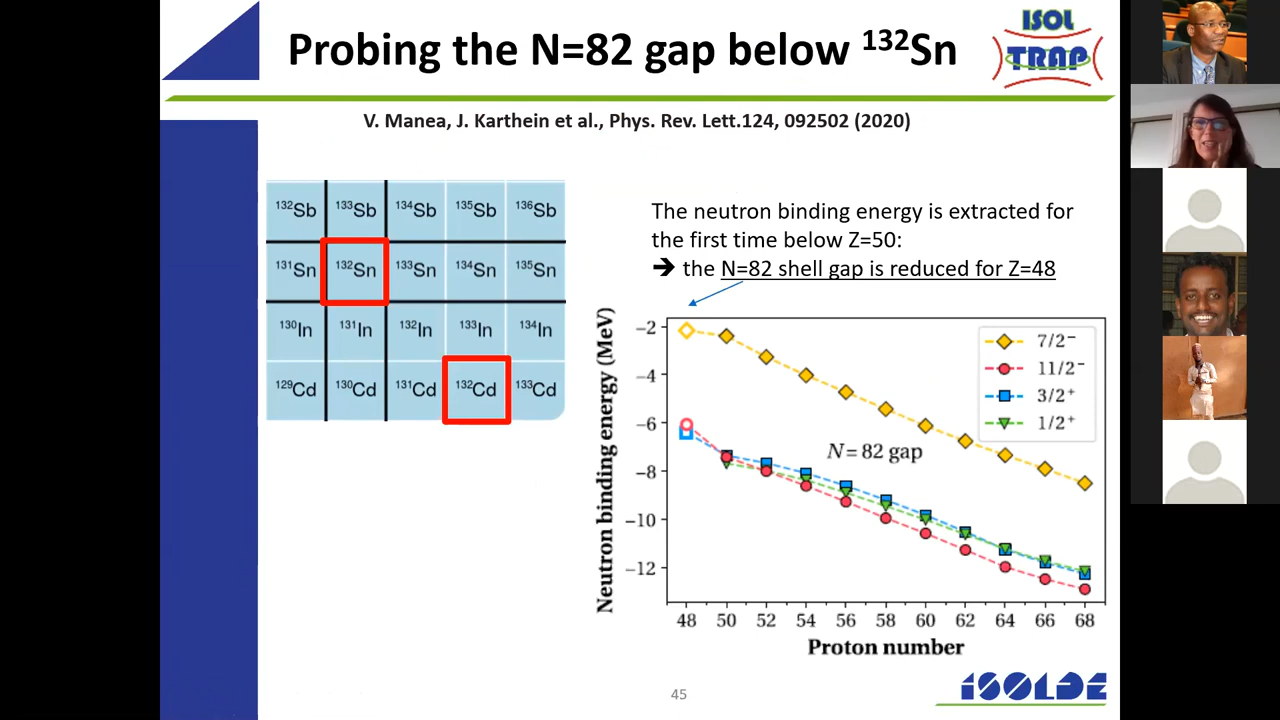 Probing the N=82 gap below ¹³²Sn
ISOL
TRAP
V. Manea, J. Karthein et al., Phys. Rev. Lett.124, 092502 (2020)
¹³²Sb ¹³³Sb ¹³⁴Sb ¹³⁵Sb ¹³⁶Sb
¹³¹Sn ¹³²Sn ¹³³Sn ¹³⁴Sn ¹³⁵Sn
¹³⁰In ¹³¹In ¹³²In ¹³³In ¹³⁴In
¹²⁹Cd ¹³⁰Cd ¹³¹Cd ¹³²Cd ¹³³Cd
The neutron binding energy is extracted for
the first time below Z=50:
➔ the N=82 shell gap is reduced for Z=48
Neutron binding energy (MeV)
−2
−4
−6
−8
−10
−12
7/2⁻
11/2⁻
3/2⁺
1/2⁺
N = 82 gap
48 50 52 54 56 58 60 62 64 66 68
Proton number
45
ISOLDE